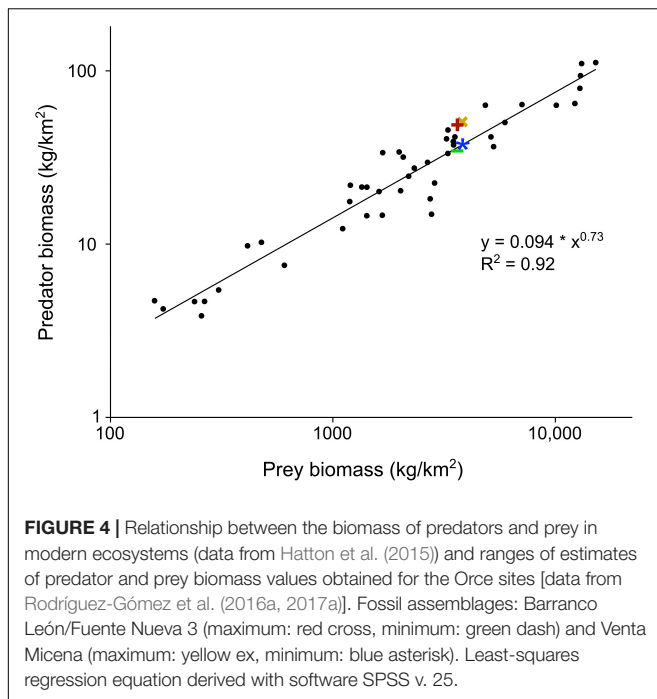 100
10
1
100
1000
10,000
Predator biomass (kg/km²)
Prey biomass (kg/km²)
y = 0.094 * x^0.73
R² = 0.92
FIGURE 4 | Relationship between the biomass of predators and prey in
modern ecosystems (data from Hatton et al. (2015)) and ranges of estimates
of predator and prey biomass values obtained for the Orce sites [data from
Rodríguez-Gómez et al. (2016a, 2017a)]. Fossil assemblages: Barranco
León/Fuente Nueva 3 (maximum: red cross, minimum: green dash) and Venta
Micena (maximum: yellow ex, minimum: blue asterisk). Least-squares
regression equation derived with software SPSS v. 25.